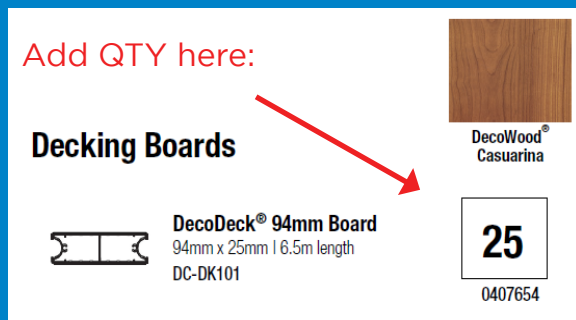 Add QTY here:
DecoWood®
Casuarina
Decking Boards
DecoDeck® 94mm Board
94mm x 25mm | 6.5m length
DC-DK101
25
0407654